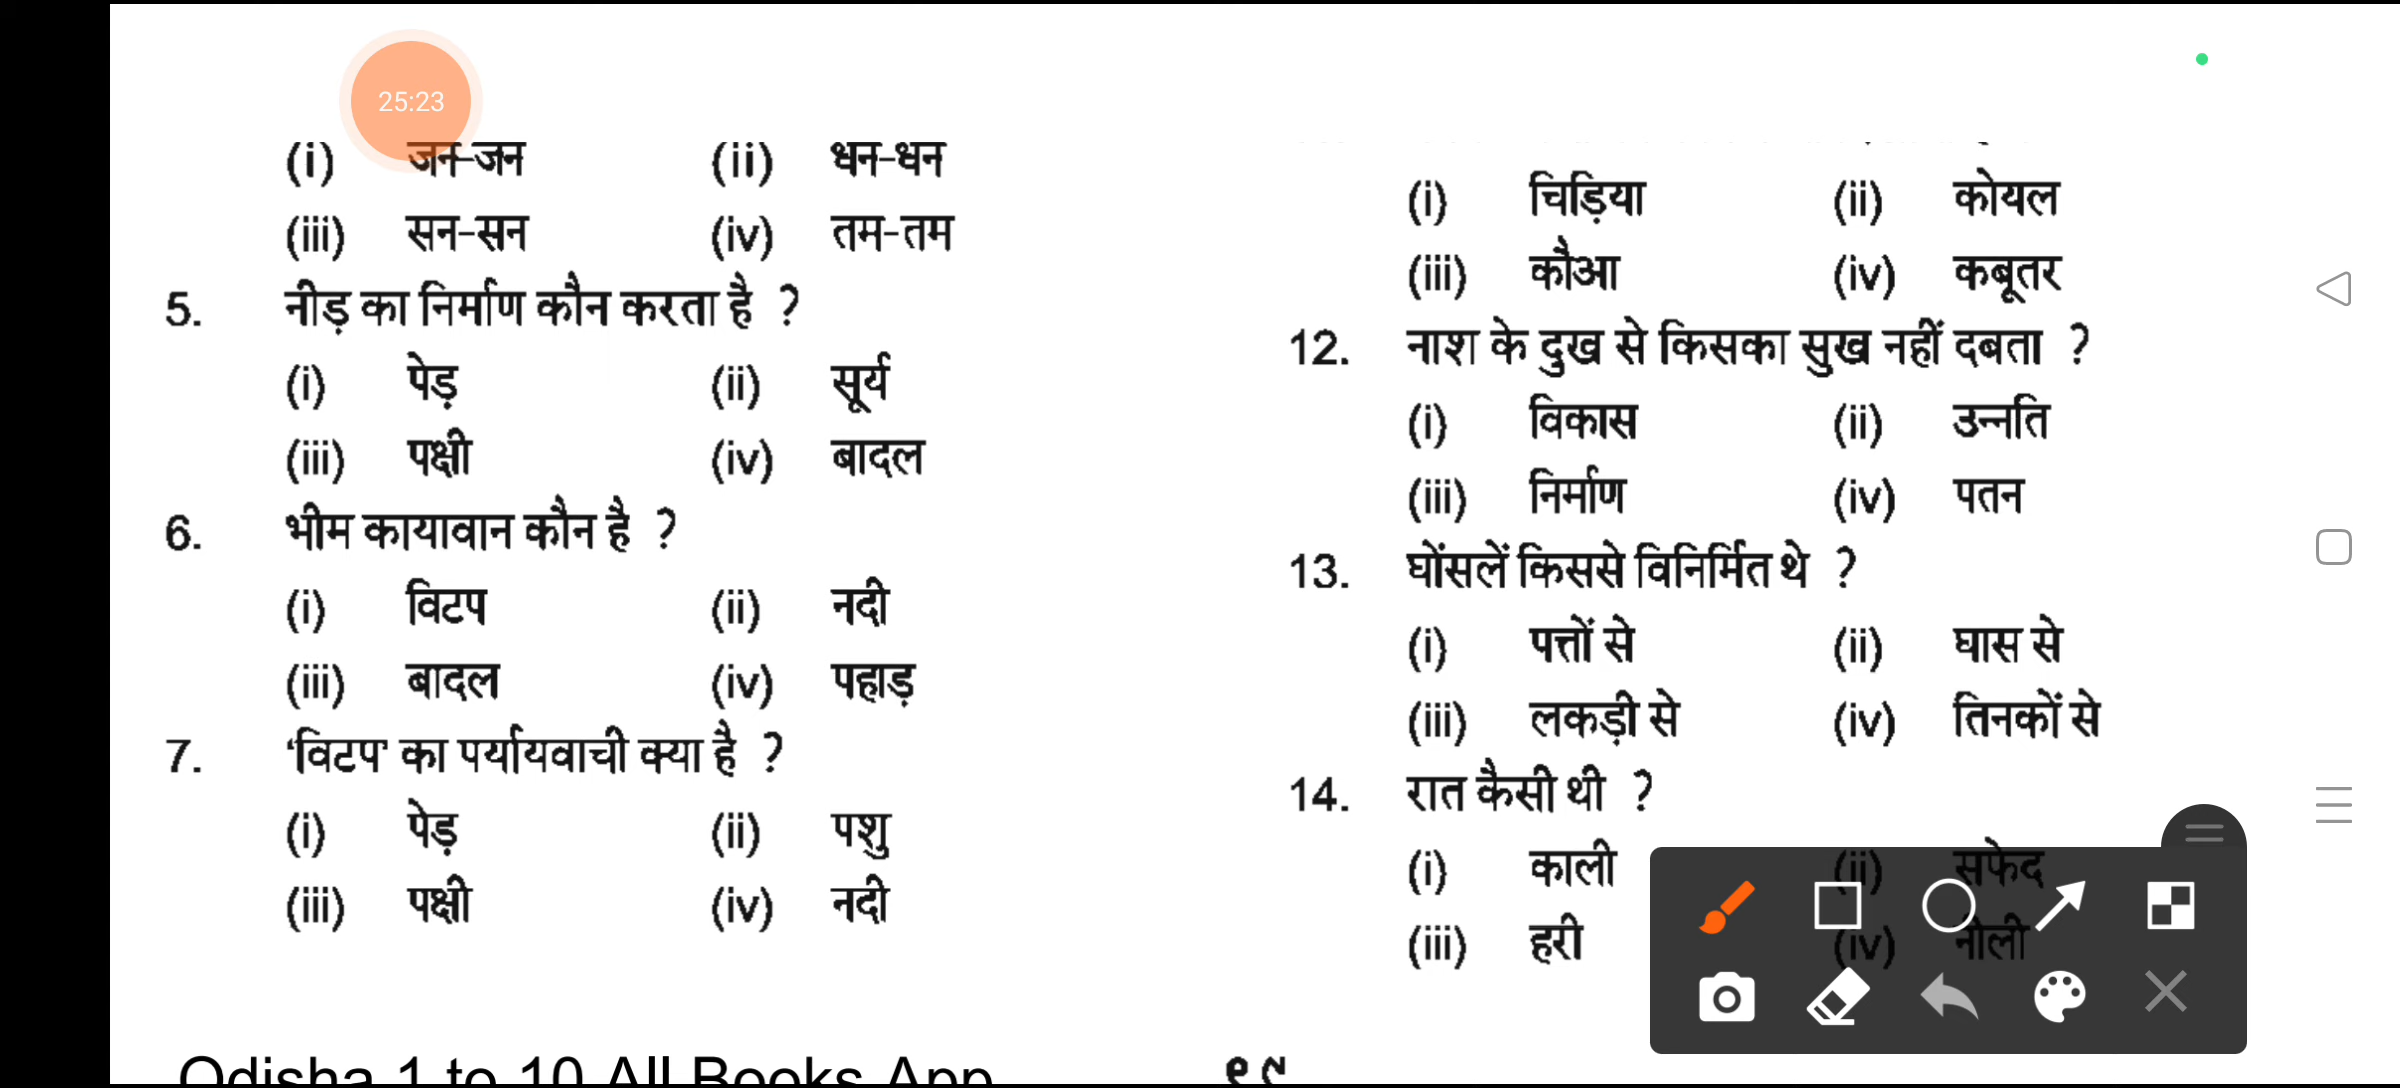 25:23
(i) जन-जन (ii) धन-धन
(iii) सन-सन (iv) तम-तम
5. नीड़ का निर्माण कौन करता है ?
(i) पेड़ (ii) सूर्य
(iii) पक्षी (iv) बादल
6. भीम कायावान कौन है ?
(i) विटप (ii) नदी
(iii) बादल (iv) पहाड़
7. 'विटप' का पर्यायवाची क्या है ?
(i) पेड़ (ii) पशु
(iii) पक्षी (iv) नदी
(i) चिड़िया (ii) कोयल
(iii) कौआ (iv) कबूतर
12. नाश के दुख से किसका सुख नहीं दबता ?
(i) विकास (ii) उन्नति
(iii) निर्माण (iv) पतन
13. घोंसलें किससे विनिर्मित थे ?
(i) पत्तों से (ii) घास से
(iii) लकड़ी से (iv) तिनकों से
14. रात कैसी थी ?
(i) काली (ii) सफेद
(iii) हरी (iv) नीली
Odisha 1 to 10 All Books App